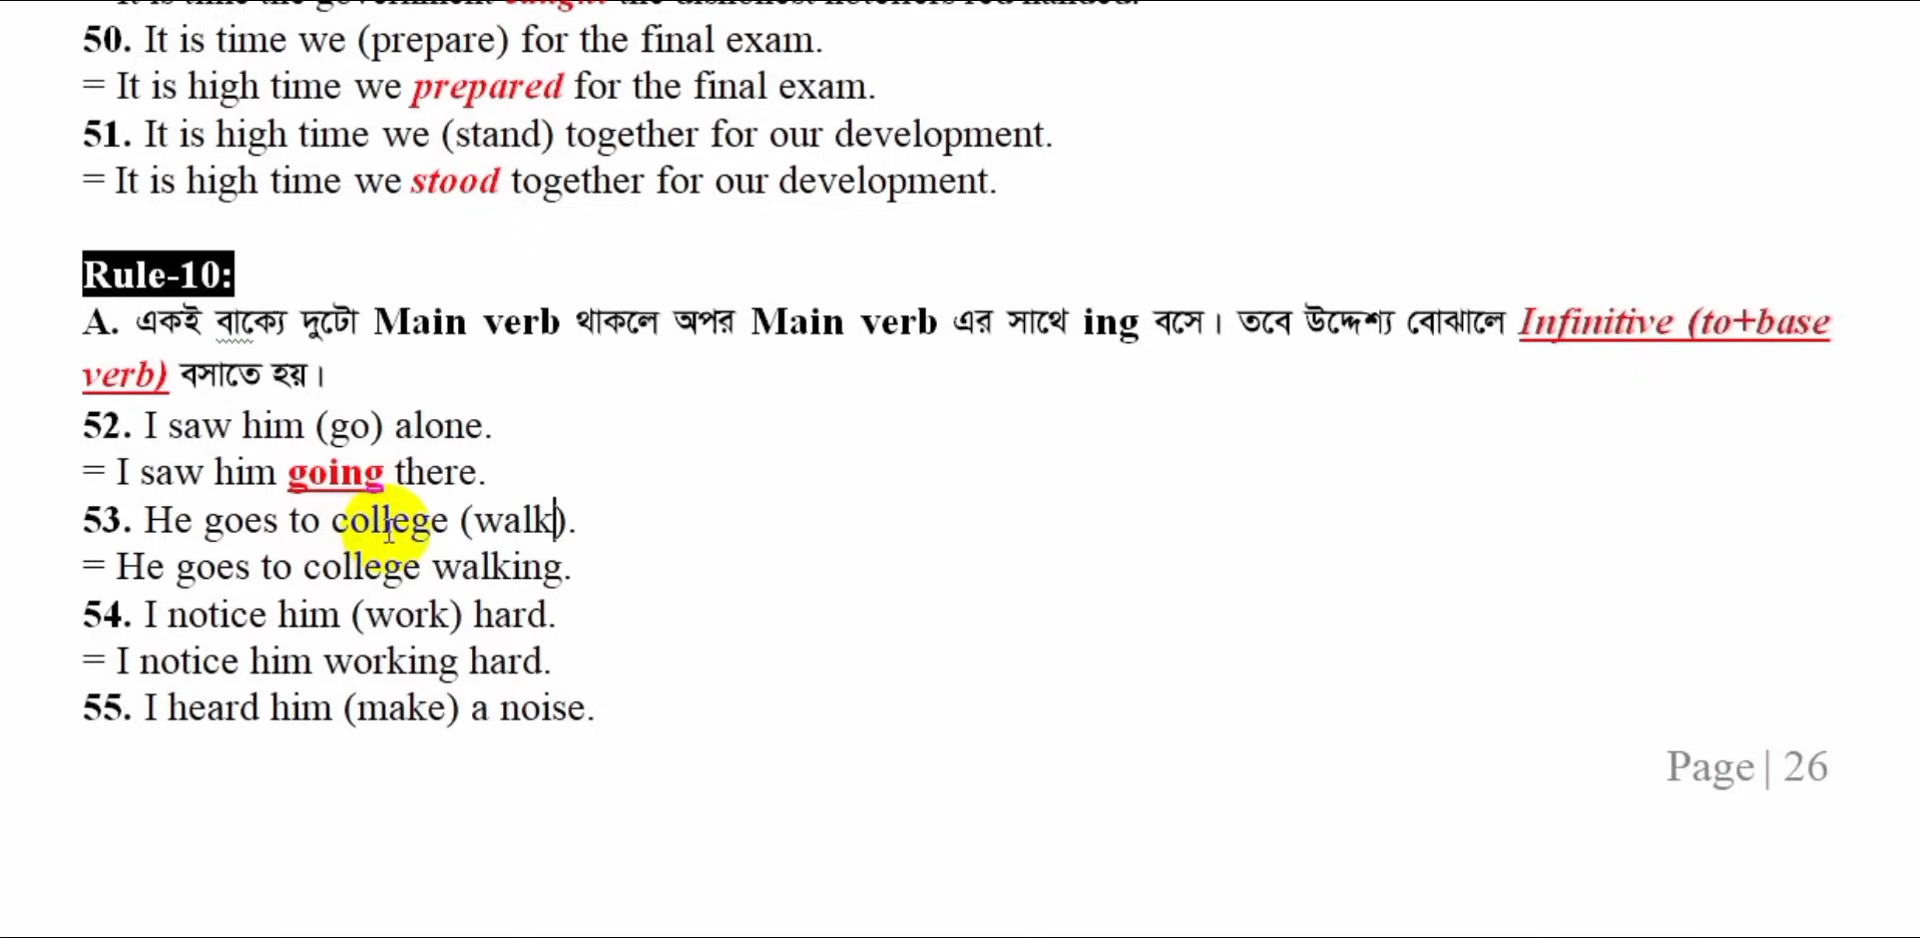 caught
50. It is time we (prepare) for the final exam.
= It is high time we prepared for the final exam.
51. It is high time we (stand) together for our development.
= It is high time we stood together for our development.
Rule-10:
A. একই বাক্যে দুটো Main verb থাকলে অপর Main verb এর সাথে ing বসে। তবে উদ্দেশ্য বোঝালে Infinitive (to+base
verb) বসাতে হয়।
52. I saw him (go) alone.
= I saw him going there.
53. He goes to college (walk).
= He goes to college walking.
54. I notice him (work) hard.
= I notice him working hard.
55. I heard him (make) a noise.
Page | 26